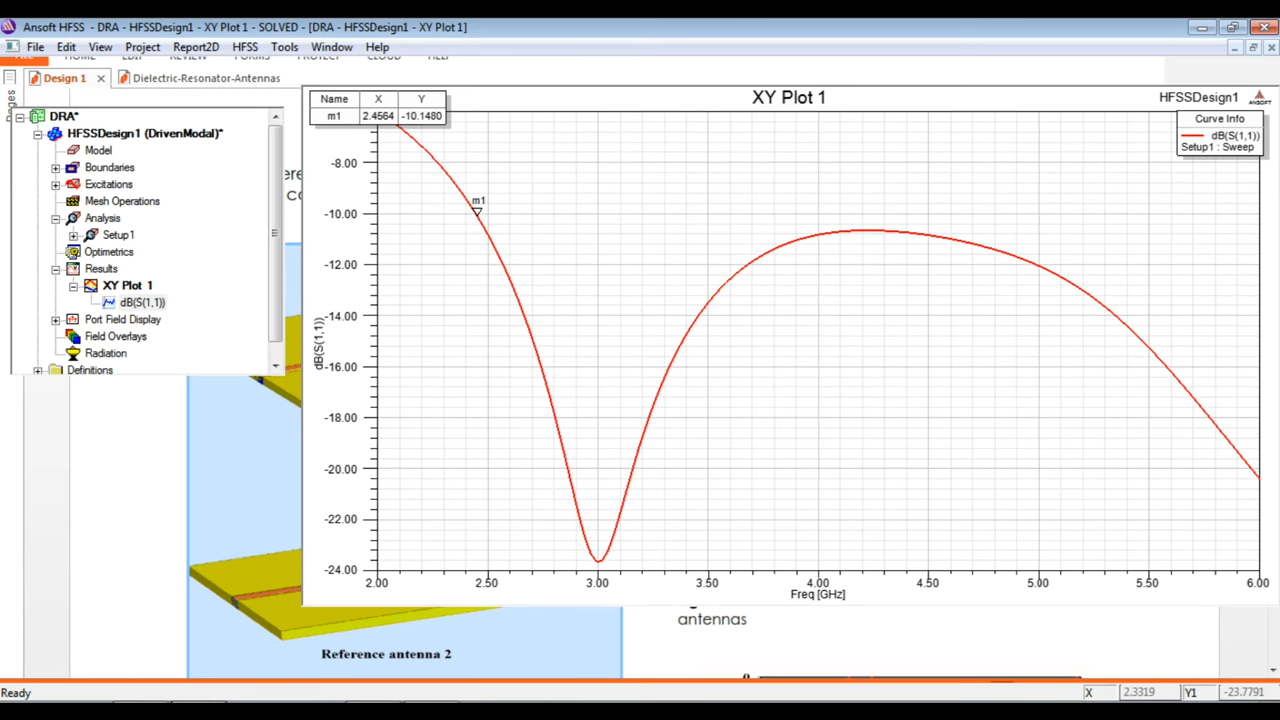 Ansoft HFSS - DRA - HFSSDesign1 - XY Plot 1 - SOLVED - [DRA - HFSSDesign1 - XY Plot 1]
File Edit View Project Report2D HFSS Tools Window Help
Design 1
Dielectric-Resonator-Antennas
DRA*
HFSSDesign1 (DrivenModal)*
Model
Boundaries
Excitations
Mesh Operations
Analysis
Setup1
Optimetrics
Results
XY Plot 1
dB(S(1,1))
Port Field Display
Field Overlays
Radiation
Definitions
Name X Y
m1 2.4564 -10.1480
XY Plot 1
HFSSDesign1
ANSOFT
Curve Info
dB(S(1,1))
Setup1 : Sweep
m1
-8.00
-10.00
-12.00
-14.00
-16.00
-18.00
-20.00
-22.00
-24.00
dB(S(1,1))
2.00 2.50 3.00 3.50 4.00 4.50 5.00 5.50 6.00
Freq [GHz]
antennas
Reference antenna 2
Ready
X 2.3319 Y1 -23.7791